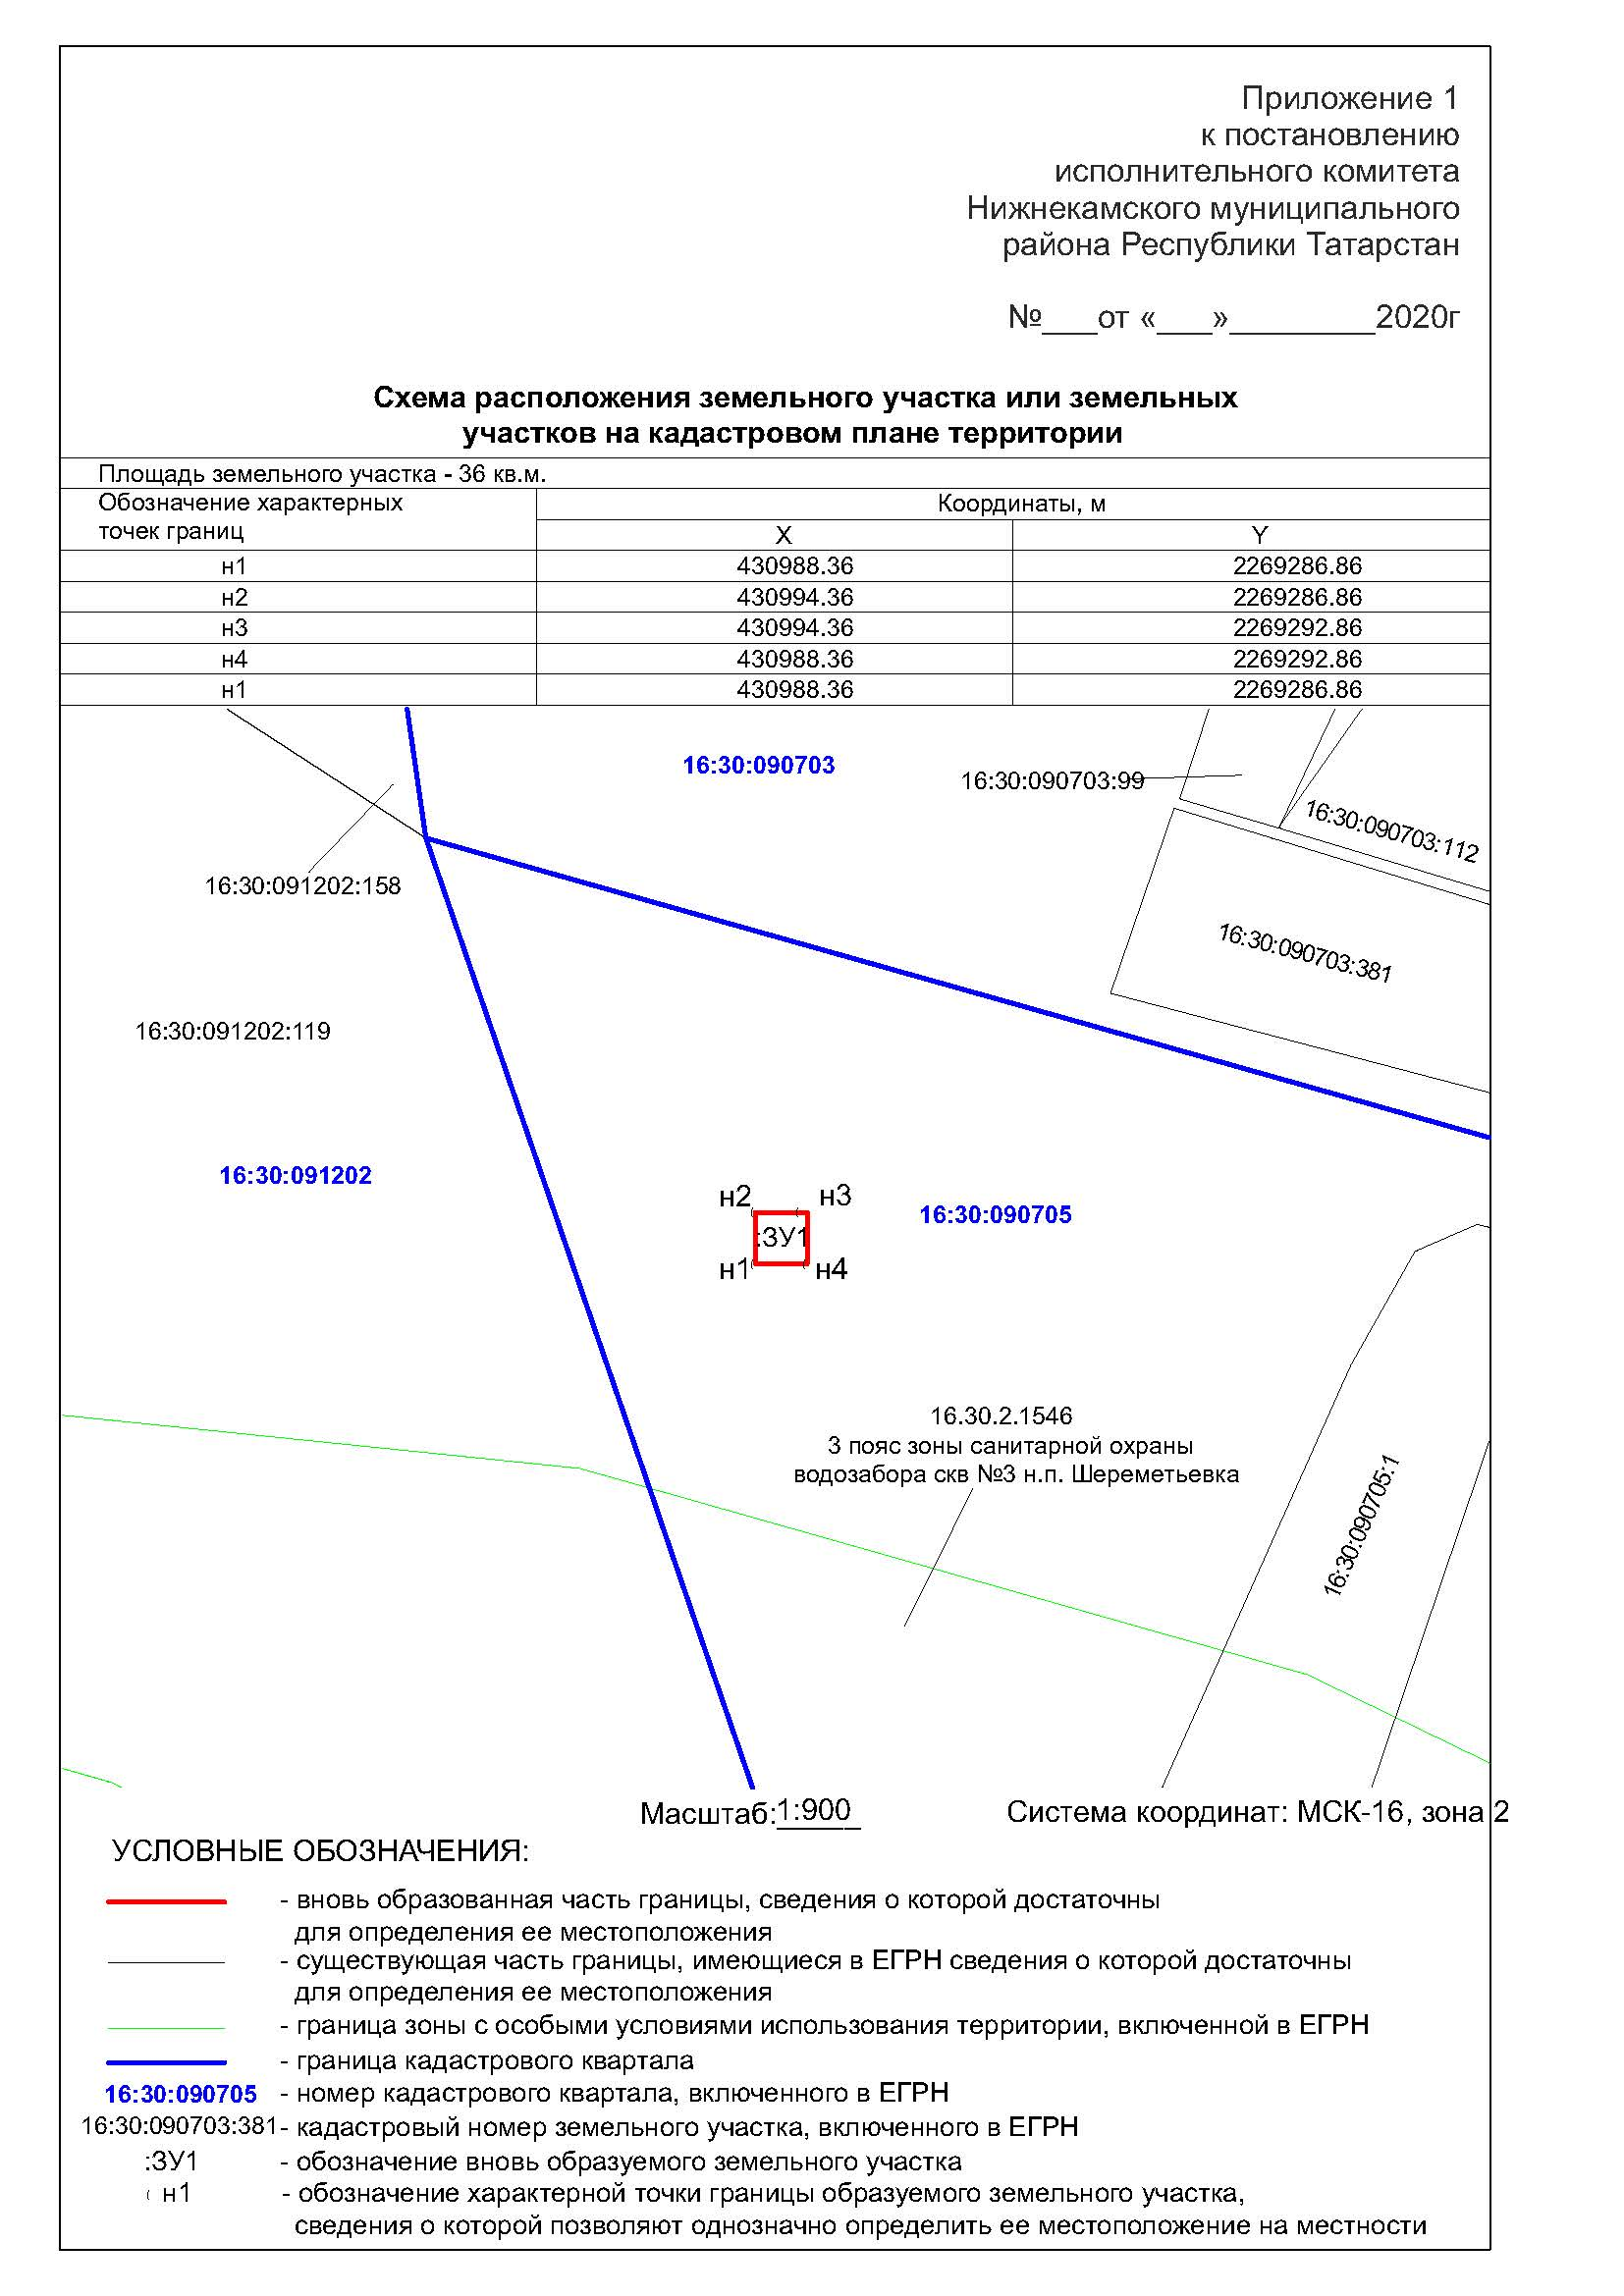 Приложение 1
к постановлению
исполнительного комитета
Нижнекамского муниципального
района Республики Татарстан
№___от «___»________2020г
Схема расположения земельного участка или земельных
участков на кадастровом плане территории
Площадь земельного участка - 36 кв.м.
Обозначение характерных
точек границ
Координаты, м
X Y
н1 430988.36 2269286.86
н2 430994.36 2269286.86
н3 430994.36 2269292.86
н4 430988.36 2269292.86
н1 430988.36 2269286.86
16:30:090703
16:30:090703:99
16:30:090703:112
16:30:091202:158
16:30:090703:381
16:30:091202:119
16:30:091202
н2 н3
16:30:090705
:ЗУ1
н1 н4
16.30.2.1546
3 пояс зоны санитарной охраны
водозабора скв №3 н.п. Шереметьевка
16:30:090705:1
Масштаб:1:900 Система координат: МСК-16, зона 2
УСЛОВНЫЕ ОБОЗНАЧЕНИЯ:
- вновь образованная часть границы, сведения о которой достаточны
для определения ее местоположения
- существующая часть границы, имеющиеся в ЕГРН сведения о которой достаточны
для определения ее местоположения
- граница зоны с особыми условиями использования территории, включенной в ЕГРН
- граница кадастрового квартала
16:30:090705 - номер кадастрового квартала, включенного в ЕГРН
16:30:090703:381 - кадастровый номер земельного участка, включенного в ЕГРН
:ЗУ1 - обозначение вновь образуемого земельного участка
н1 - обозначение характерной точки границы образуемого земельного участка,
сведения о которой позволяют однозначно определить ее местоположение на местности